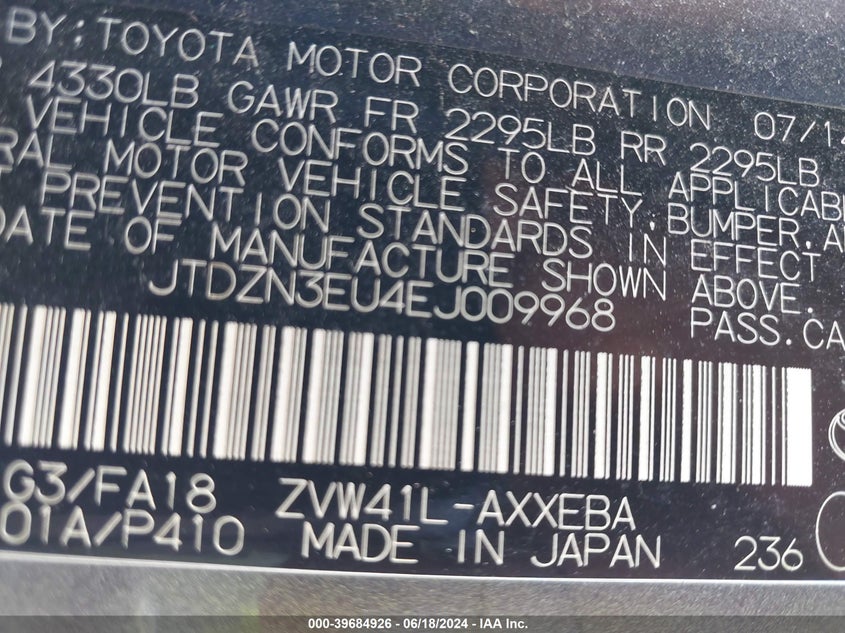 BY:TOYOTA MOTOR CORPORATION 07/14
4330LB GAWR FR 2295LB RR 2295LB
VEHICLE CONFORMS TO ALL APPLICABL
RAL MOTOR VEHICLE SAFETY,BUMPER,A
T PREVENTION STANDARDS IN EFFECT
DATE OF MANUFACTURE SHOWN ABOVE.
JTDZN3EU4EJ009968 PASS.CA
G3/FA18 ZVW41L-AXXEBA
01A/P410 MADE IN JAPAN 236
000-39684926 - 06/18/2024 - IAA Inc.